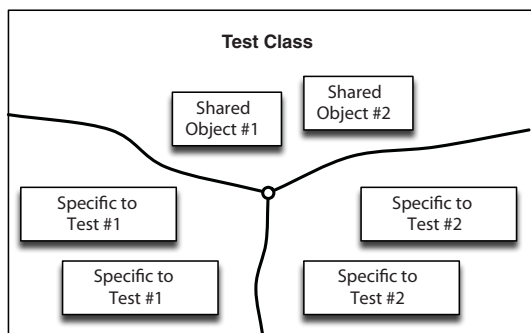 Test Class
Shared
Object #1
Shared
Object #2
Specific to
Test #1
Specific to
Test #2
Specific to
Test #1
Specific to
Test #2